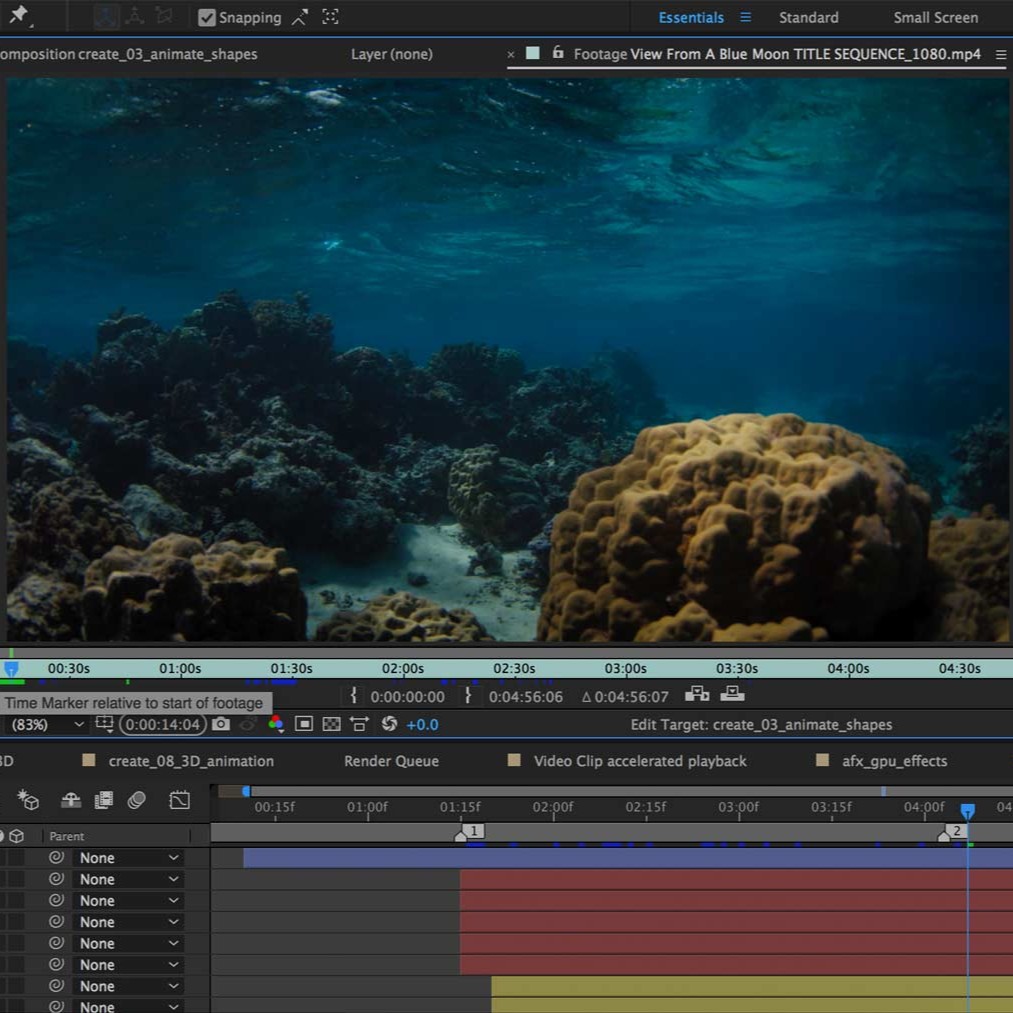 Snapping
Essentials Standard Small Screen
omposition create_03_animate_shapes Layer (none) × Footage View From A Blue Moon TITLE SEQUENCE_1080.mp4
00:30s 01:00s 01:30s 02:00s 02:30s 03:00s 03:30s 04:00s 04:30s
Time Marker relative to start of footage
0:00:00:00 0:04:56:06 Δ 0:04:56:07
(83%) 0:00:14:04 +0.0 Edit Target: create_03_animate_shapes
3D create_08_3D_animation Render Queue Video Clip accelerated playback afx_gpu_effects
00:15f 01:00f 01:15f 02:00f 02:15f 03:00f 03:15f 04:00f 04
1 2
Parent
None
None
None
None
None
None
None
None